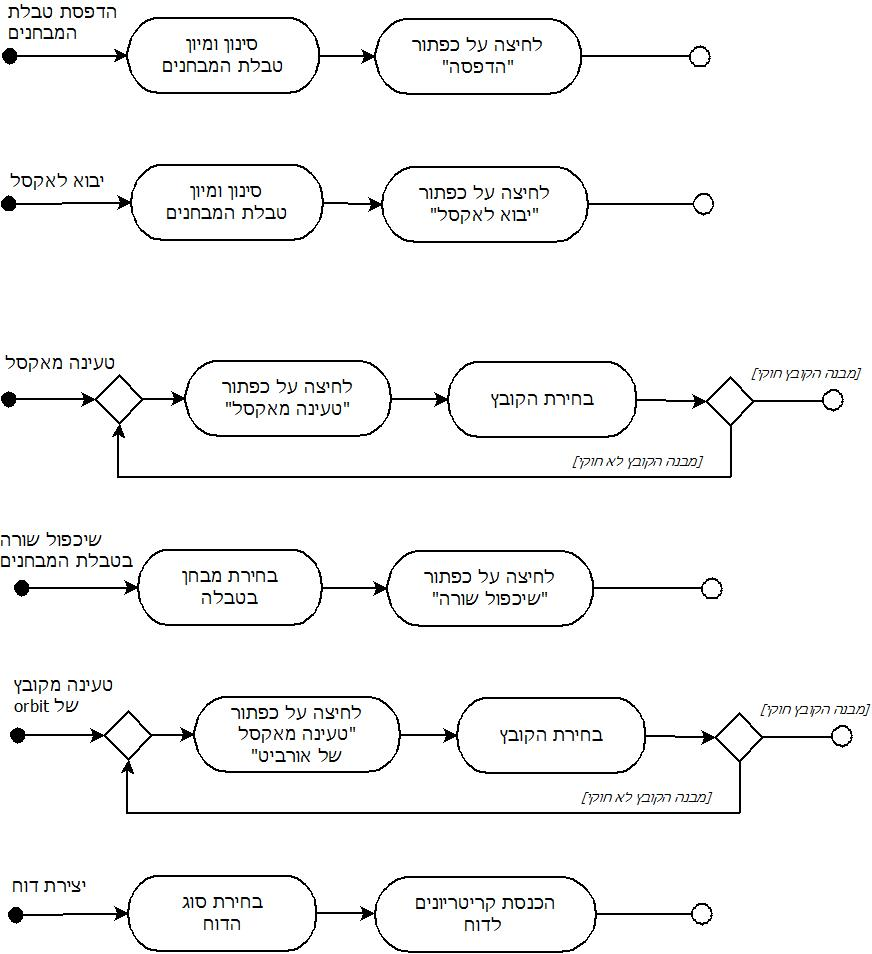 הדפסת טבלת
המבחנים
סינון ומיון
טבלת המבחנים
לחיצה על כפתור
"הדפסה"
יבוא לאקסל
סינון ומיון
טבלת המבחנים
לחיצה על כפתור
"יבוא לאקסל"
טעינה מאקסל
לחיצה על כפתור
"טעינה מאקסל"
בחירת הקובץ
[מבנה הקובץ חוקי]
[מבנה הקובץ לא חוקי]
שיכפול שורה
בטבלת המבחנים
בחירת מבחן
בטבלה
לחיצה על כפתור
"שיכפול שורה"
טעינה מקובץ
של orbit
לחיצה על כפתור
"טעינה מאקסל
של אורביט"
בחירת הקובץ
[מבנה הקובץ חוקי]
[מבנה הקובץ לא חוקי]
יצירת דוח
בחירת סוג
הדוח
הכנסת קריטריונים
לדוח